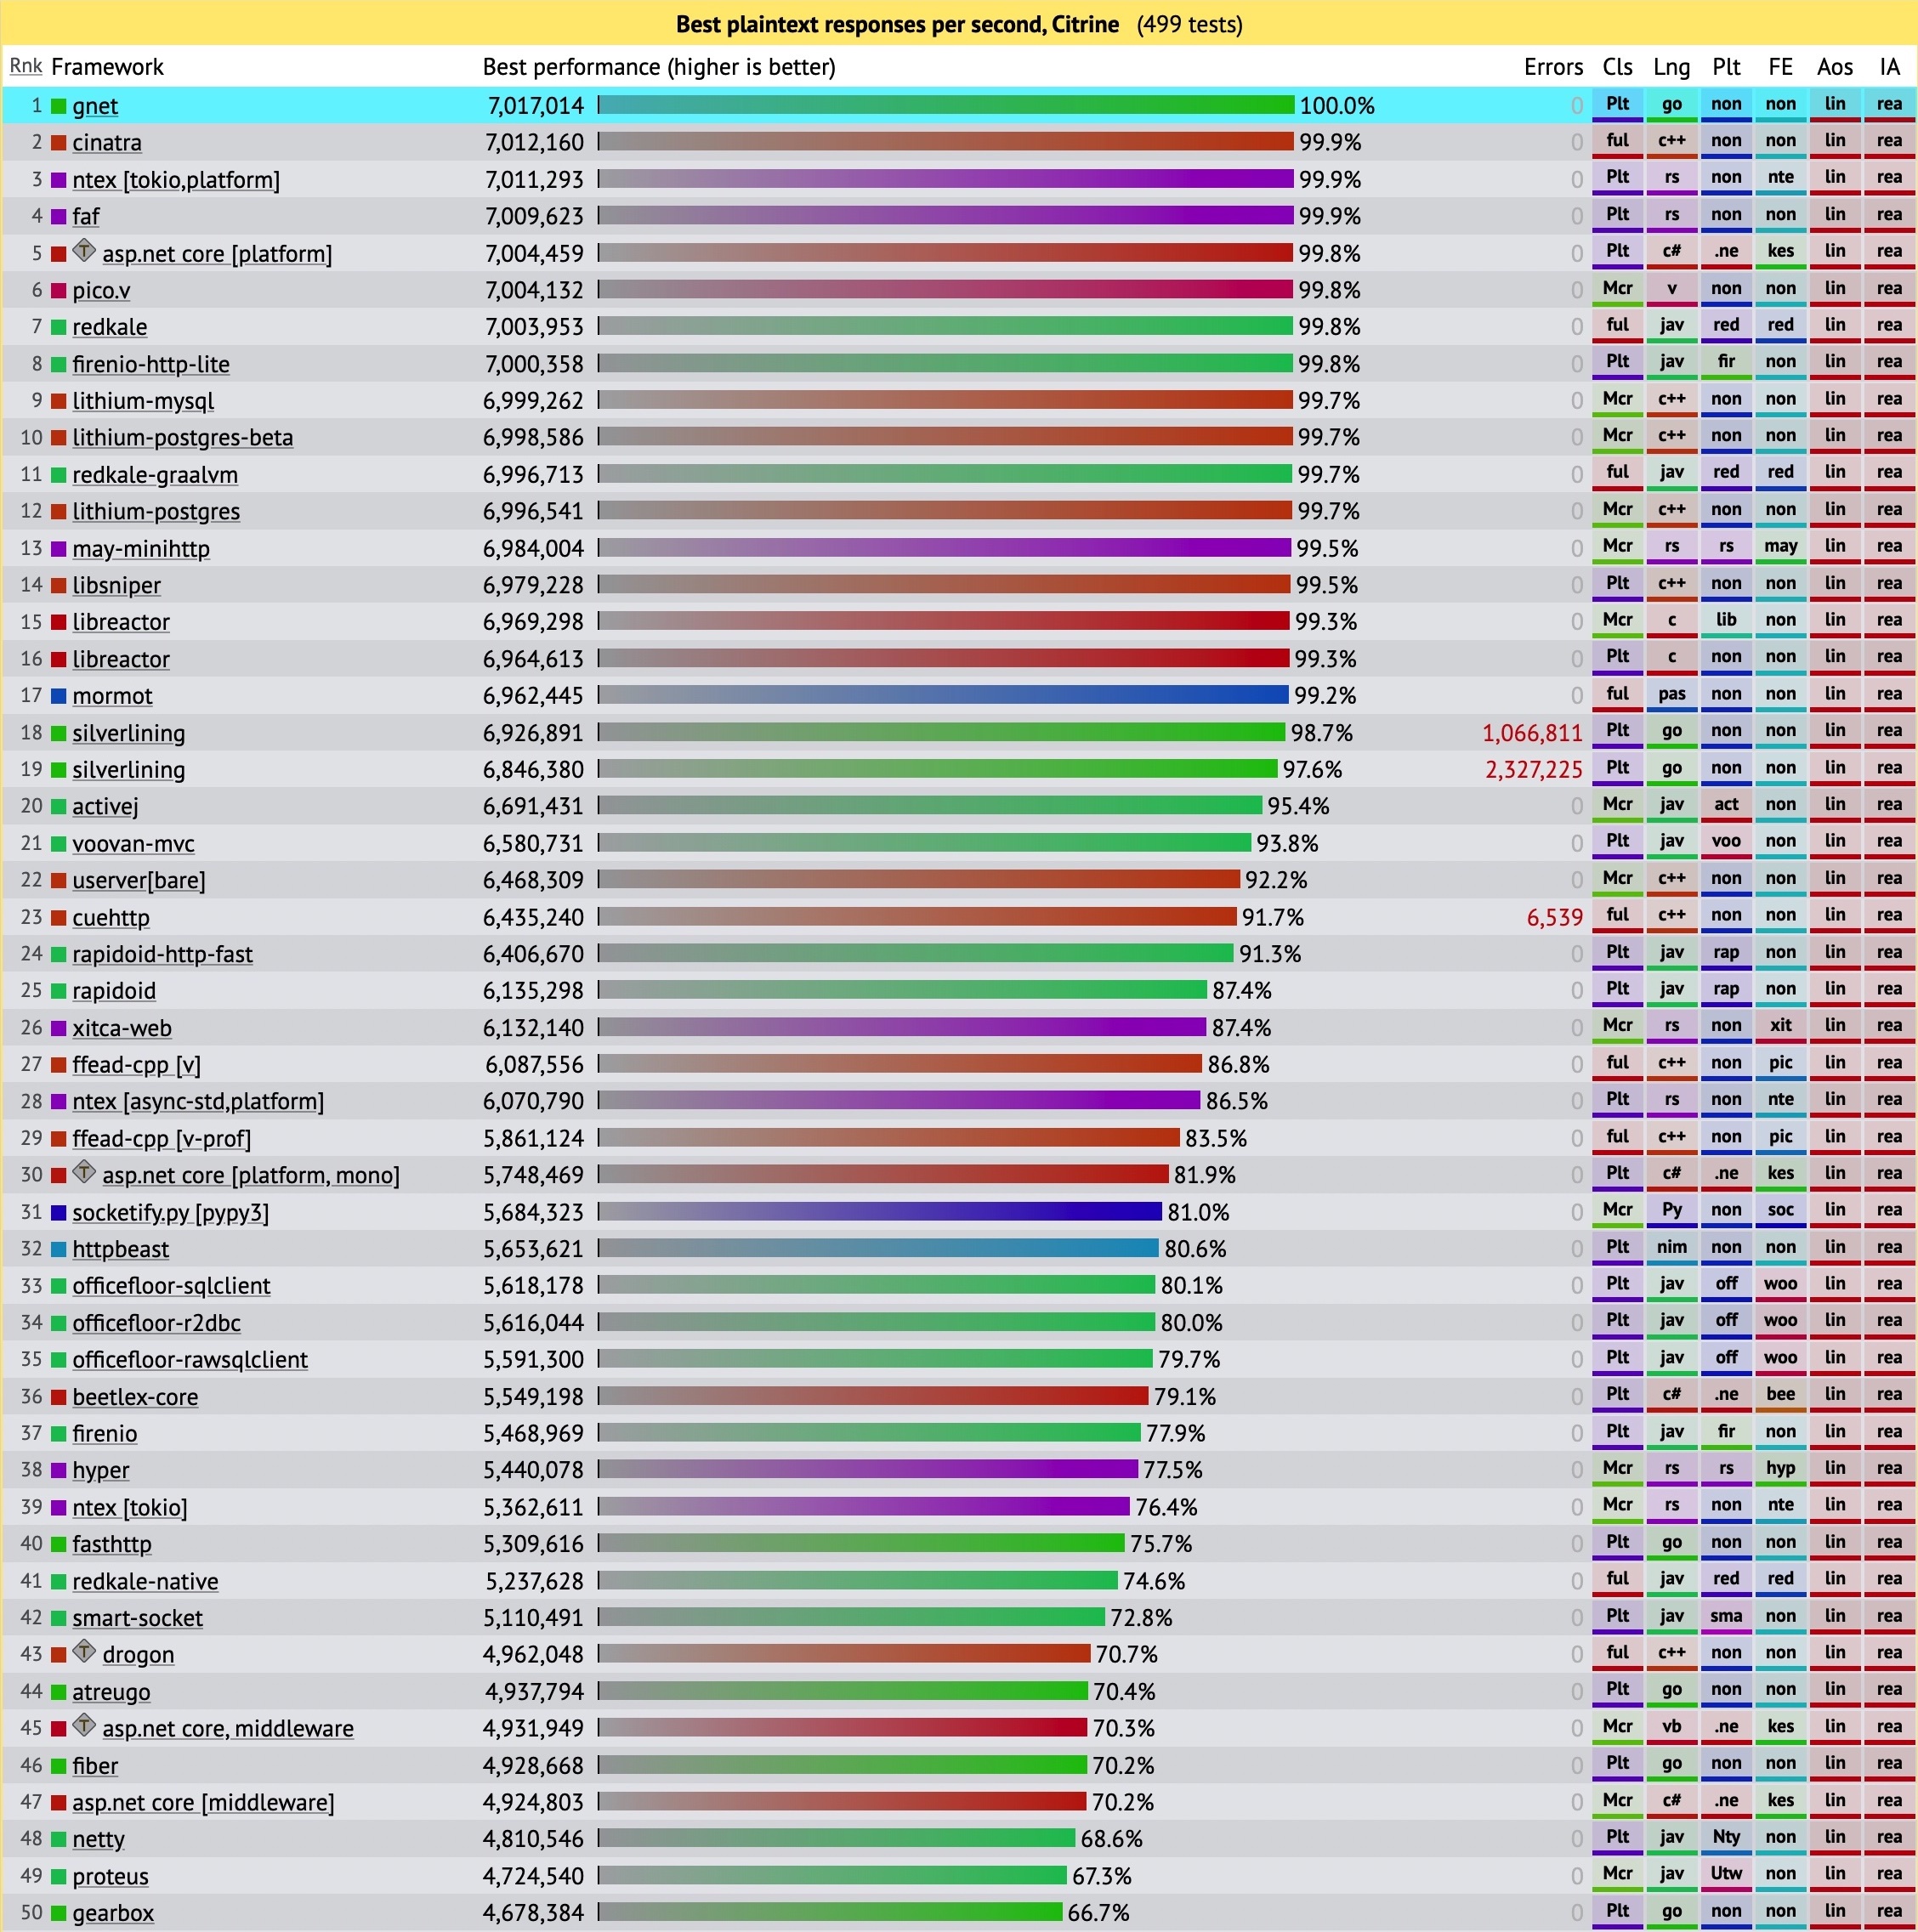 Best plaintext responses per second, Citrine (499 tests)
Rnk Framework Best performance (higher is better) Errors Cls Lng Plt FE Aos IA
1 gnet 7,017,014 100.0% 0 Plt go non non lin rea
2 cinatra 7,012,160 99.9% 0 ful c++ non non lin rea
3 ntex [tokio,platform] 7,011,293 99.9% 0 Plt rs non nte lin rea
4 faf 7,009,623 99.9% 0 Plt rs non non lin rea
5 T asp.net core [platform] 7,004,459 99.8% 0 Plt c# .ne kes lin rea
6 pico.v 7,004,132 99.8% 0 Mcr v non non lin rea
7 redkale 7,003,953 99.8% 0 ful jav red red lin rea
8 firenio-http-lite 7,000,358 99.8% 0 Plt jav fir non lin rea
9 lithium-mysql 6,999,262 99.7% 0 Mcr c++ non non lin rea
10 lithium-postgres-beta 6,998,586 99.7% 0 Mcr c++ non non lin rea
11 redkale-graalvm 6,996,713 99.7% 0 ful jav red red lin rea
12 lithium-postgres 6,996,541 99.7% 0 Mcr c++ non non lin rea
13 may-minihttp 6,984,004 99.5% 0 Mcr rs rs may lin rea
14 libsniper 6,979,228 99.5% 0 Plt c++ non non lin rea
15 libreactor 6,969,298 99.3% 0 Mcr c lib non lin rea
16 libreactor 6,964,613 99.3% 0 Plt c non non lin rea
17 mormot 6,962,445 99.2% 0 ful pas non non lin rea
18 silverlining 6,926,891 98.7% 1,066,811 Plt go non non lin rea
19 silverlining 6,846,380 97.6% 2,327,225 Plt go non non lin rea
20 activej 6,691,431 95.4% 0 Mcr jav act non lin rea
21 voovan-mvc 6,580,731 93.8% 0 Plt jav voo non lin rea
22 userver[bare] 6,468,309 92.2% 0 Mcr c++ non non lin rea
23 cuehttp 6,435,240 91.7% 6,539 ful c++ non non lin rea
24 rapidoid-http-fast 6,406,670 91.3% 0 Plt jav rap non lin rea
25 rapidoid 6,135,298 87.4% 0 Plt jav rap non lin rea
26 xitca-web 6,132,140 87.4% 0 Mcr rs non xit lin rea
27 ffead-cpp [v] 6,087,556 86.8% 0 ful c++ non pic lin rea
28 ntex [async-std,platform] 6,070,790 86.5% 0 Plt rs non nte lin rea
29 ffead-cpp [v-prof] 5,861,124 83.5% 0 ful c++ non pic lin rea
30 T asp.net core [platform, mono] 5,748,469 81.9% 0 Plt c# .ne kes lin rea
31 socketify.py [pypy3] 5,684,323 81.0% 0 Mcr Py non soc lin rea
32 httpbeast 5,653,621 80.6% 0 Plt nim non non lin rea
33 officefloor-sqlclient 5,618,178 80.1% 0 Plt jav off woo lin rea
34 officefloor-r2dbc 5,616,044 80.0% 0 Plt jav off woo lin rea
35 officefloor-rawsqlclient 5,591,300 79.7% 0 Plt jav off woo lin rea
36 beetlex-core 5,549,198 79.1% 0 Plt c# .ne bee lin rea
37 firenio 5,468,969 77.9% 0 Plt jav fir non lin rea
38 hyper 5,440,078 77.5% 0 Mcr rs rs hyp lin rea
39 ntex [tokio] 5,362,611 76.4% 0 Mcr rs non nte lin rea
40 fasthttp 5,309,616 75.7% 0 Plt go non non lin rea
41 redkale-native 5,237,628 74.6% 0 ful jav red red lin rea
42 smart-socket 5,110,491 72.8% 0 Plt jav sma non lin rea
43 T drogon 4,962,048 70.7% 0 ful c++ non non lin rea
44 atreugo 4,937,794 70.4% 0 Plt go non non lin rea
45 T asp.net core, middleware 4,931,949 70.3% 0 Mcr vb .ne kes lin rea
46 fiber 4,928,668 70.2% 0 Plt go non non lin rea
47 asp.net core [middleware] 4,924,803 70.2% 0 Mcr c# .ne kes lin rea
48 netty 4,810,546 68.6% 0 Plt jav Nty non lin rea
49 proteus 4,724,540 67.3% 0 Mcr jav Utw non lin rea
50 gearbox 4,678,384 66.7% 0 Plt go non non lin rea